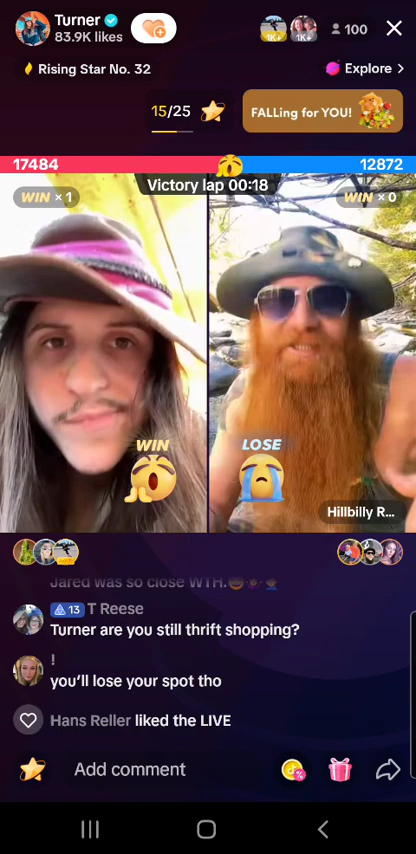 Turner
83.9K likes
1K+
1K+
100
Rising Star No. 32
Explore >
15/25
FALLing for YOU!
17484
12872
Victory lap 00:18
WIN x 1
WIN x 0
WIN
LOSE
Hillbilly R...
Jared was so close WTH.
13 T Reese
Turner are you still thrift shopping?
!
you'll lose your spot tho
Hans Reller liked the LIVE
Add comment